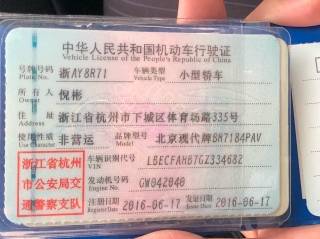 中华人民共和国机动车行驶证
Vehicle License of the People's Republic of China
号牌号码 浙AY8R71 车辆类型 小型轿车
Plate No. Vehicle Type
所有人 倪彬
Owner
住址 浙江省杭州市下城区体育场路335号
Address
使用性质 非营运 品牌型号 北京现代牌BH7184PAV
Use Character Model
浙江省杭州市公安局交通警察支队
车辆识别代号 LBECFAHB7GZ334682
VIN
发动机号码 GW042040
Engine No.
注册日期 2016-06-17 发证日期 2016-06-17
Register Date Issue Date